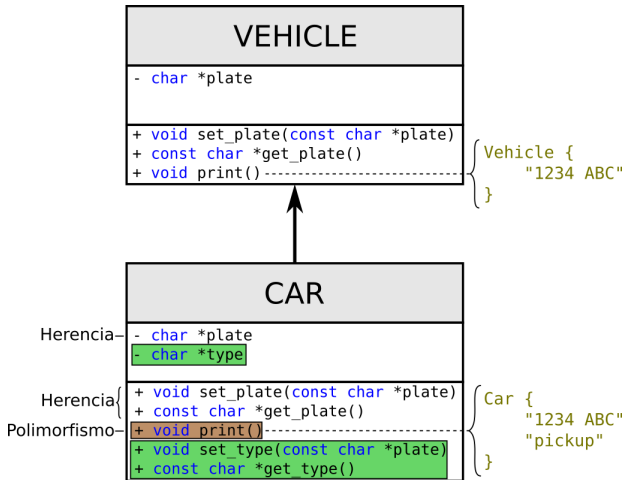 VEHICLE
- char *plate
+ void set_plate(const char *plate)
+ const char *get_plate()
+ void print()
Vehicle {
"1234 ABC"
}
CAR
Herencia
- char *plate
- char *type
Herencia
+ void set_plate(const char *plate)
+ const char *get_plate()
Polimorfismo
+ void print()
+ void set_type(const char *plate)
+ const char *get_type()
Car {
"1234 ABC"
"pickup"
}